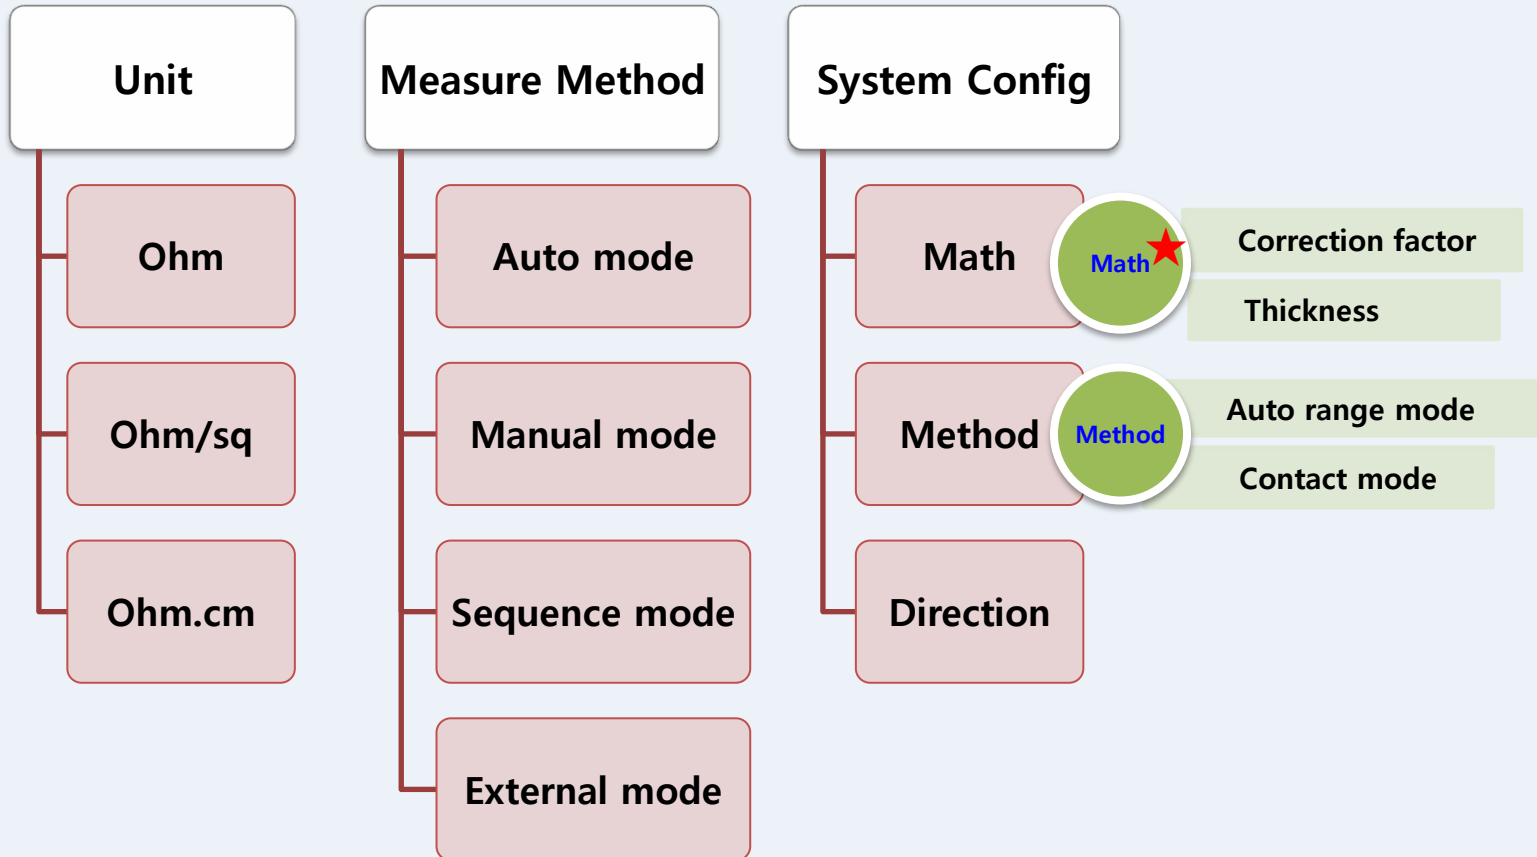 Unit
Ohm
Ohm/sq
Ohm.cm
Measure Method
Auto mode
Manual mode
Sequence mode
External mode
System Config
Math
Math
Correction factor
Thickness
Method
Method
Auto range mode
Contact mode
Direction